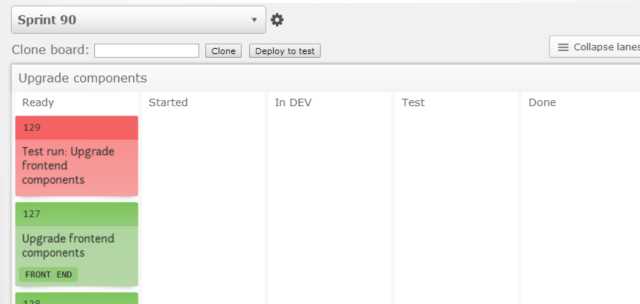 Sprint 90
Clone board: Clone Deploy to test
Collapse lanes
Upgrade components
Ready Started In DEV Test Done
129
Test run: Upgrade
frontend
components
127
Upgrade frontend
components
FRONT END
128